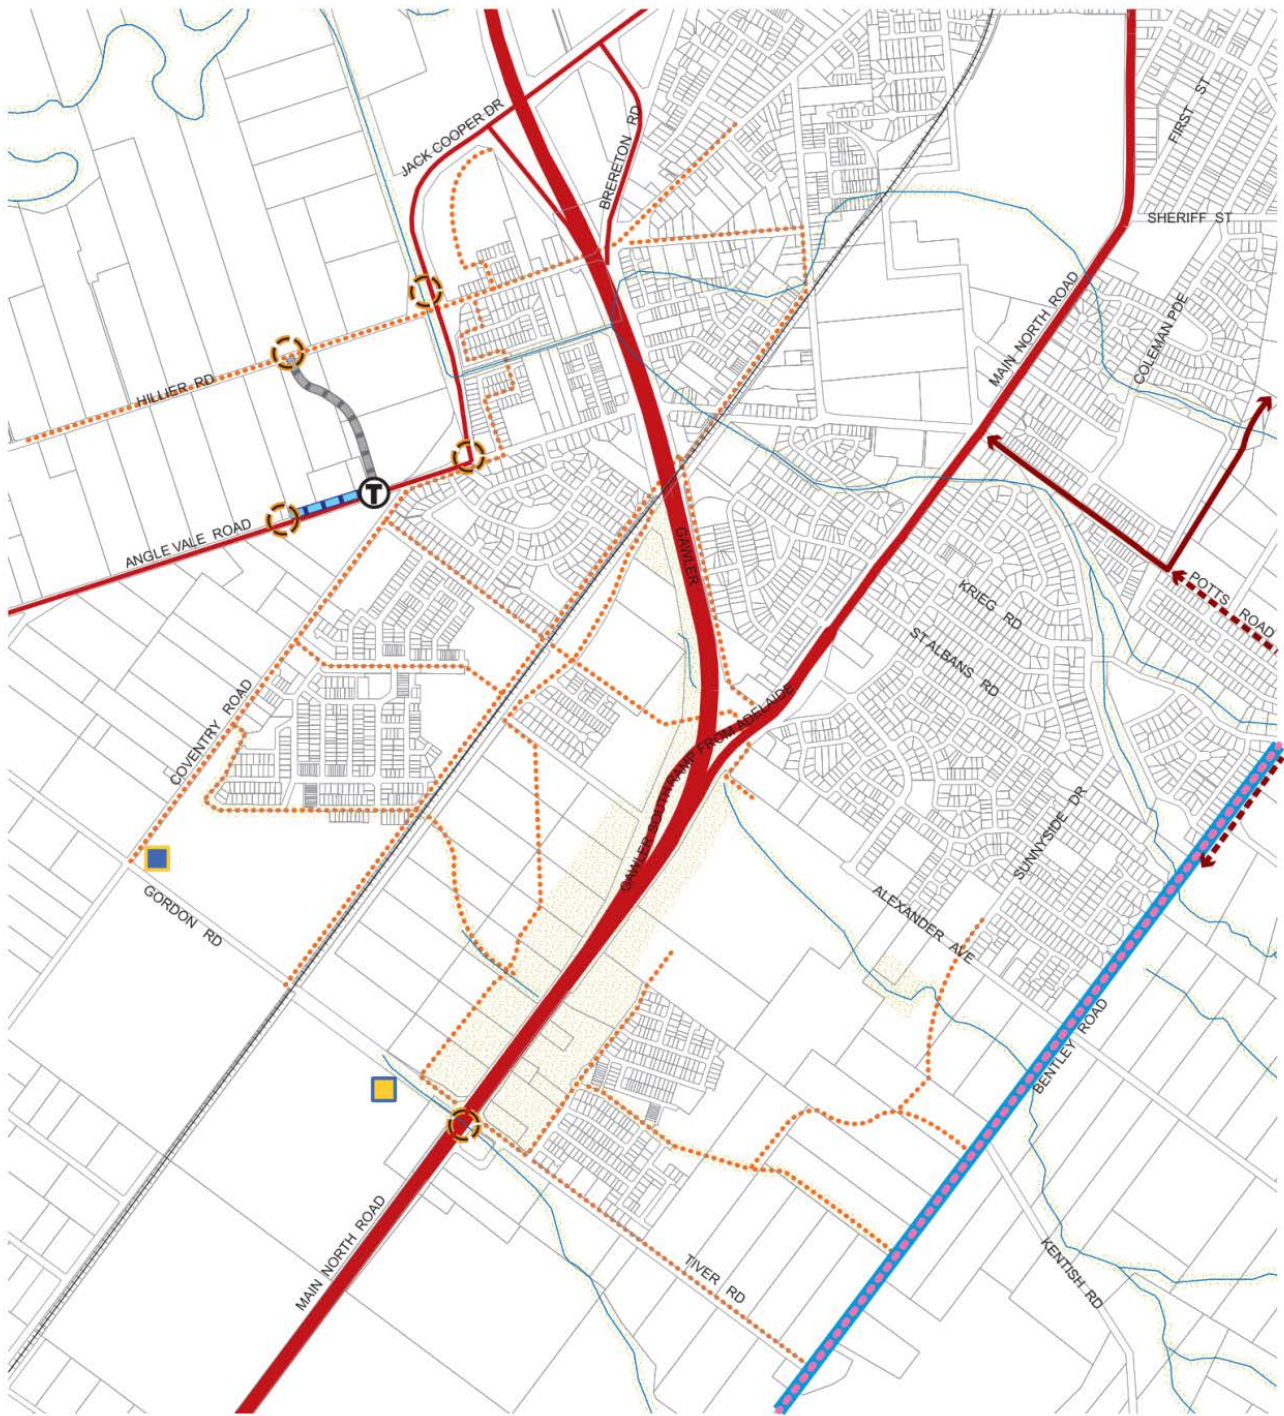 JACK COOPER DR
BRERETON RD
FIRST ST
SHERIFF ST
MAIN NORTH ROAD
COLEMAN PDE
HILLIER RD
T
ANGLE VALE ROAD
GAWLER
POTTS ROAD
KRIEG RD
ST ALBANS RD
COVENTRY ROAD
GAWLER SOUTH RAMP FROM ADELAIDE
SUNNYSIDE DR
GORDON RD
ALEXANDER AVE
BENTLEY ROAD
MAIN NORTH ROAD
TIVER RD
KENTISH RD